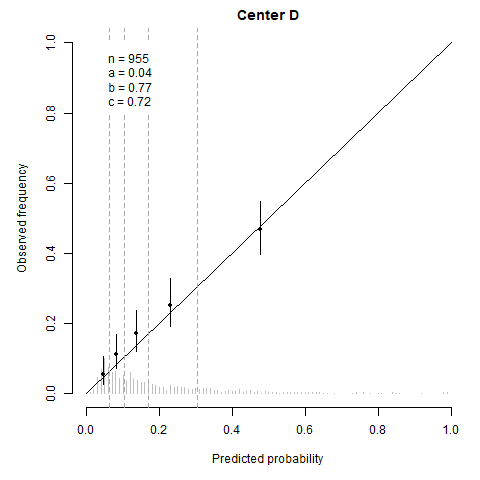 Center D
n = 955
a = 0.04
b = 0.77
c = 0.72
Observed frequency
1.0
0.8
0.6
0.4
0.2
0.0
0.0 0.2 0.4 0.6 0.8 1.0
Predicted probability